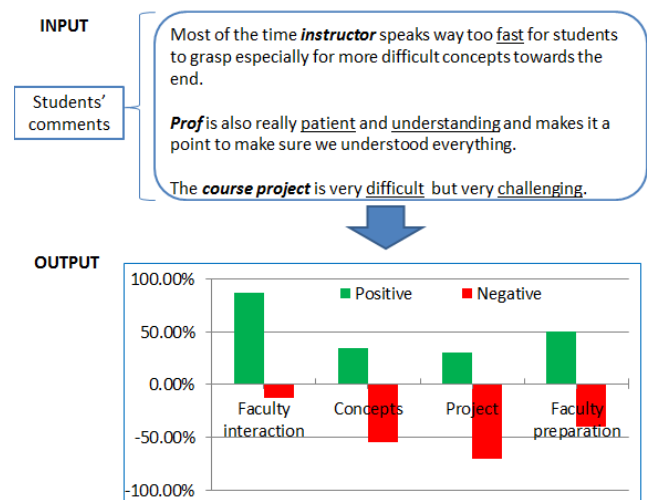 INPUT
Most of the time instructor speaks way too fast for students
to grasp especially for more difficult concepts towards the
end.
Students'
comments
Prof is also really patient and understanding and makes it a
point to make sure we understood everything.
The course project is very difficult but very challenging.
OUTPUT
100.00%
Positive
Negative
50.00%
0.00%
Faculty
interaction
Concepts
Project
Faculty
preparation
-50.00%
-100.00%